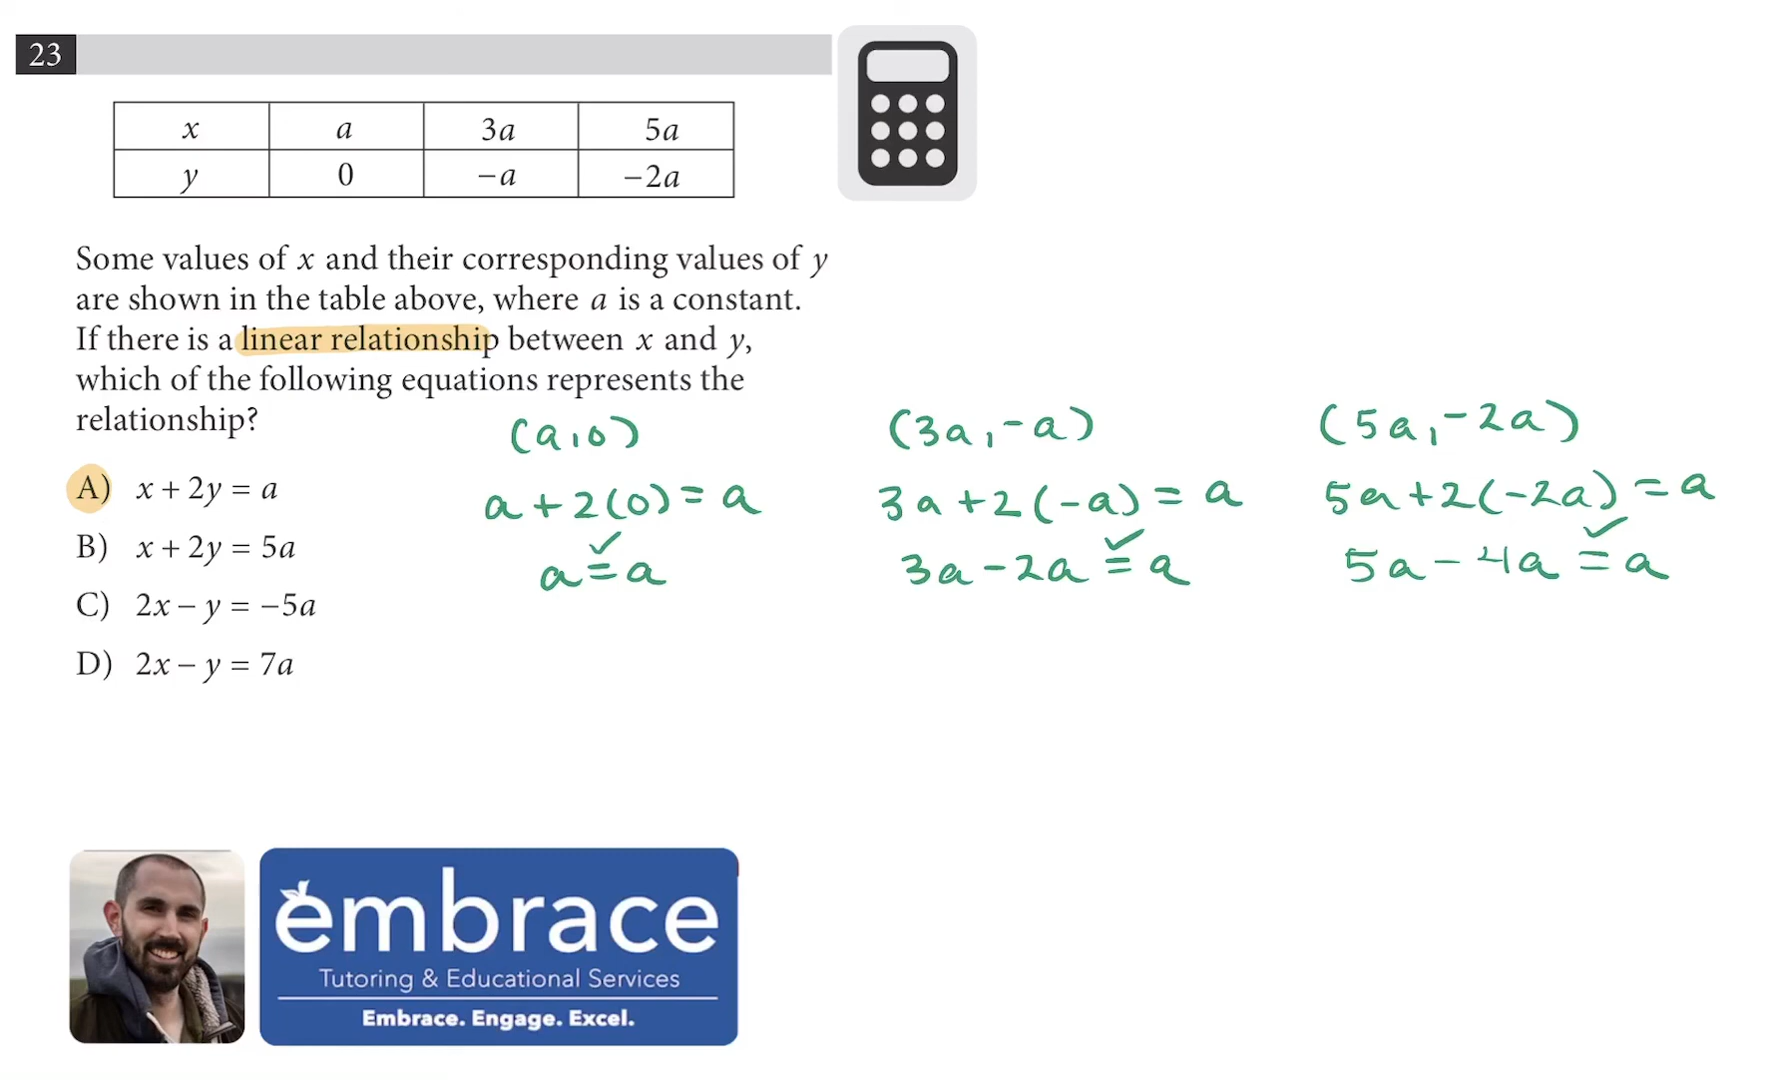 23
x a 3a 5a
y 0 −a −2a
Some values of x and their corresponding values of y
are shown in the table above, where a is a constant.
If there is a linear relationship between x and y,
which of the following equations represents the
relationship?
A) x + 2y = a
B) x + 2y = 5a
C) 2x − y = −5a
D) 2x − y = 7a
(a,0)
a + 2(0) = a
✓
a = a
(3a,-a)
3a + 2(-a) = a
✓
3a - 2a = a
(5a,-2a)
5a + 2(-2a) = a
✓
5a - 4a = a
embrace
Tutoring & Educational Services
Embrace. Engage. Excel.